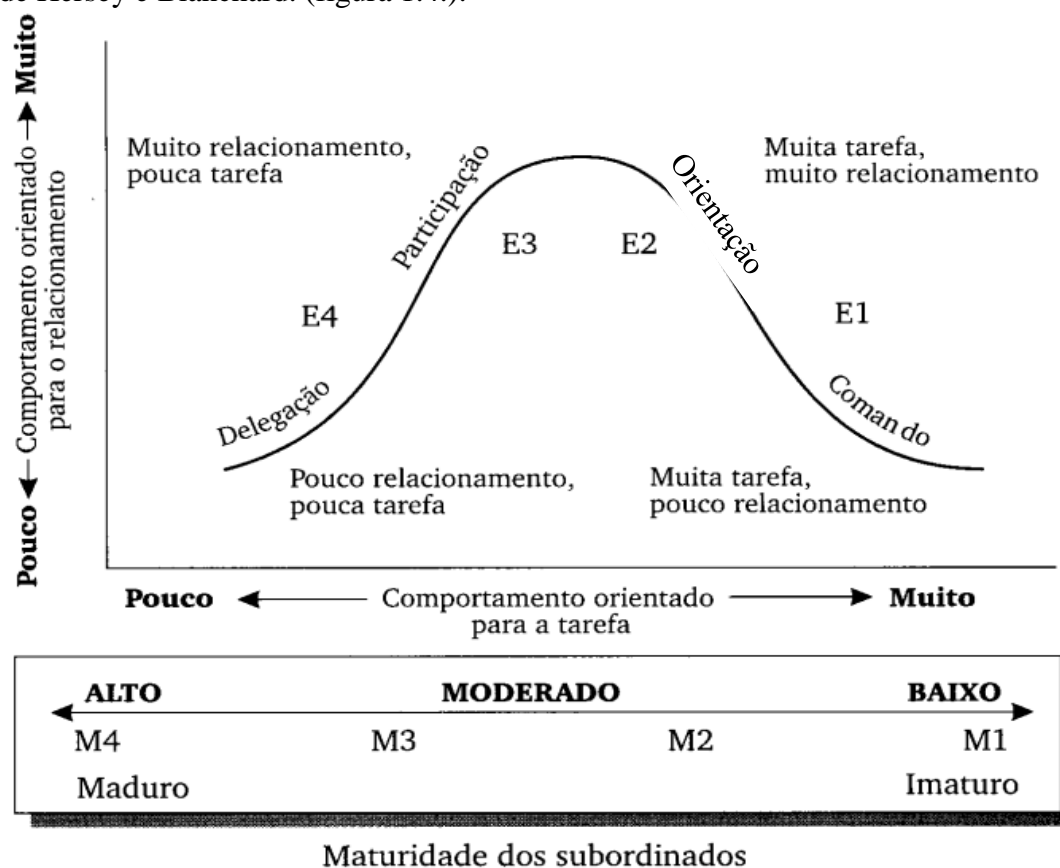 de Hersey e Blanchard. (figura 1.4.).
Muito
Comportamento orientado
para o relacionamento
Pouco
Muito relacionamento,
pouca tarefa
Muita tarefa,
muito relacionamento
Participação
Orientação
E3
E2
E4
E1
Delegação
Comando
Pouco relacionamento,
pouca tarefa
Muita tarefa,
pouco relacionamento
Pouco
Comportamento orientado
para a tarefa
Muito
ALTO
MODERADO
BAIXO
M4
M3
M2
M1
Maduro
Imaturo
Maturidade dos subordinados